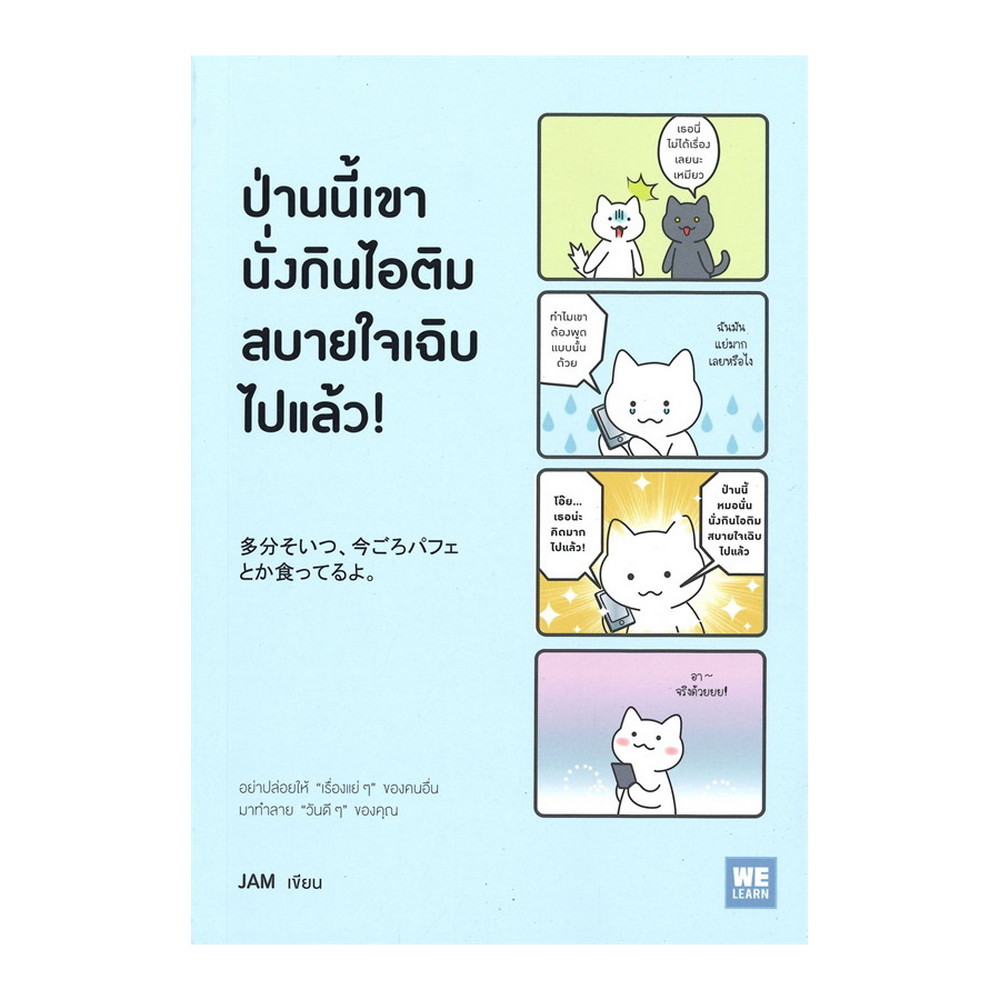 ป่านนี้เขา
นั่งกินไอติม
สบายใจเฉิบ
ไปแล้ว!
多分そいつ、今ごろパフェ
とか食ってるよ。
เธอนี่
ไม่ได้เรื่อง
เลยนะ
เหมียว
ทำไมเขา
ต้องพูด
แบบนั้น
ด้วย
ฉันมัน
แย่มาก
เลยหรือไง
โอ๊ย...
เธอน่ะ
คิดมาก
ไปแล้ว!
ป่านนี้
หมอนั่น
นั่งกินไอติม
สบายใจเฉิบ
ไปแล้ว
อา~
จริงด้วยยย!
อย่าปล่อยให้ “เรื่องแย่ ๆ” ของคนอื่น
มาทำลาย “วันดี ๆ” ของคุณ
JAM เขียน
WE
LEARN